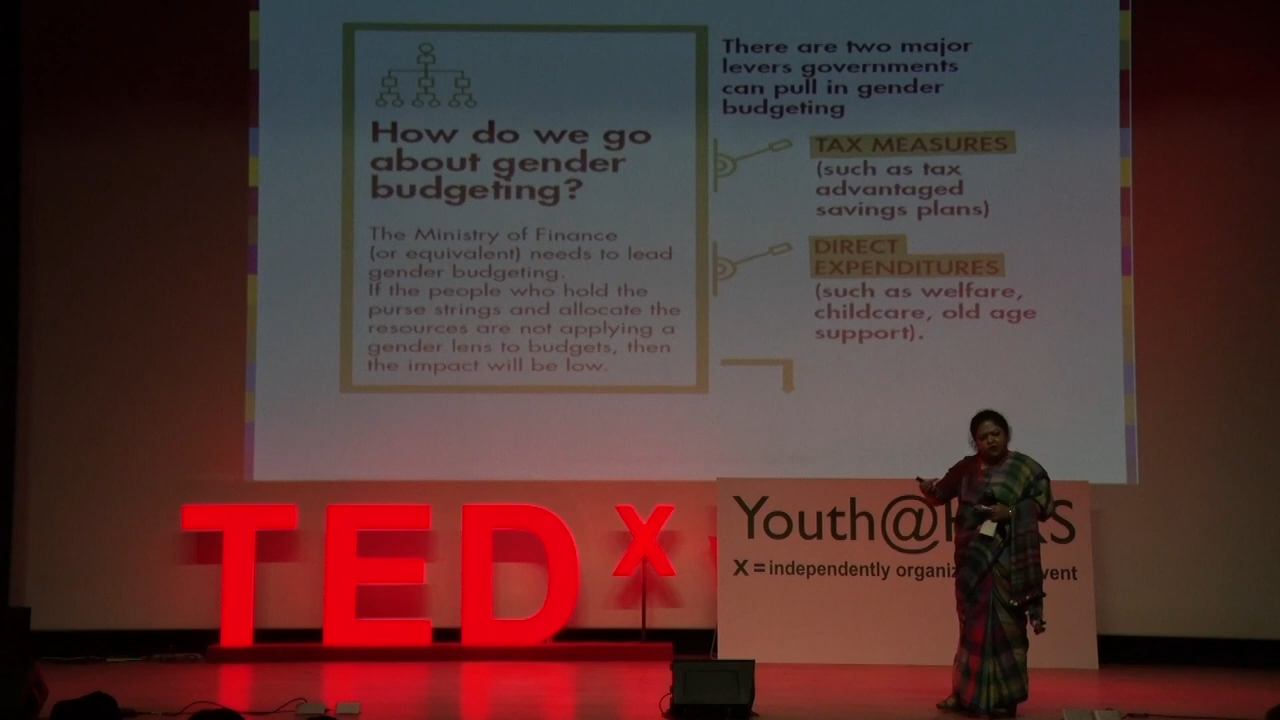 How do we go
about gender
budgeting?
The Ministry of Finance
(or equivalent) needs to lead
gender budgeting.
If the people who hold the
purse strings and allocate the
resources are not applying a
gender lens to budgets, then
the impact will be low.
There are two major
levers governments
can pull in gender
budgeting
TAX MEASURES
(such as tax
advantaged
savings plans)
DIRECT
EXPENDITURES
(such as welfare,
childcare, old age
support).
TEDx
Youth@
x = independently